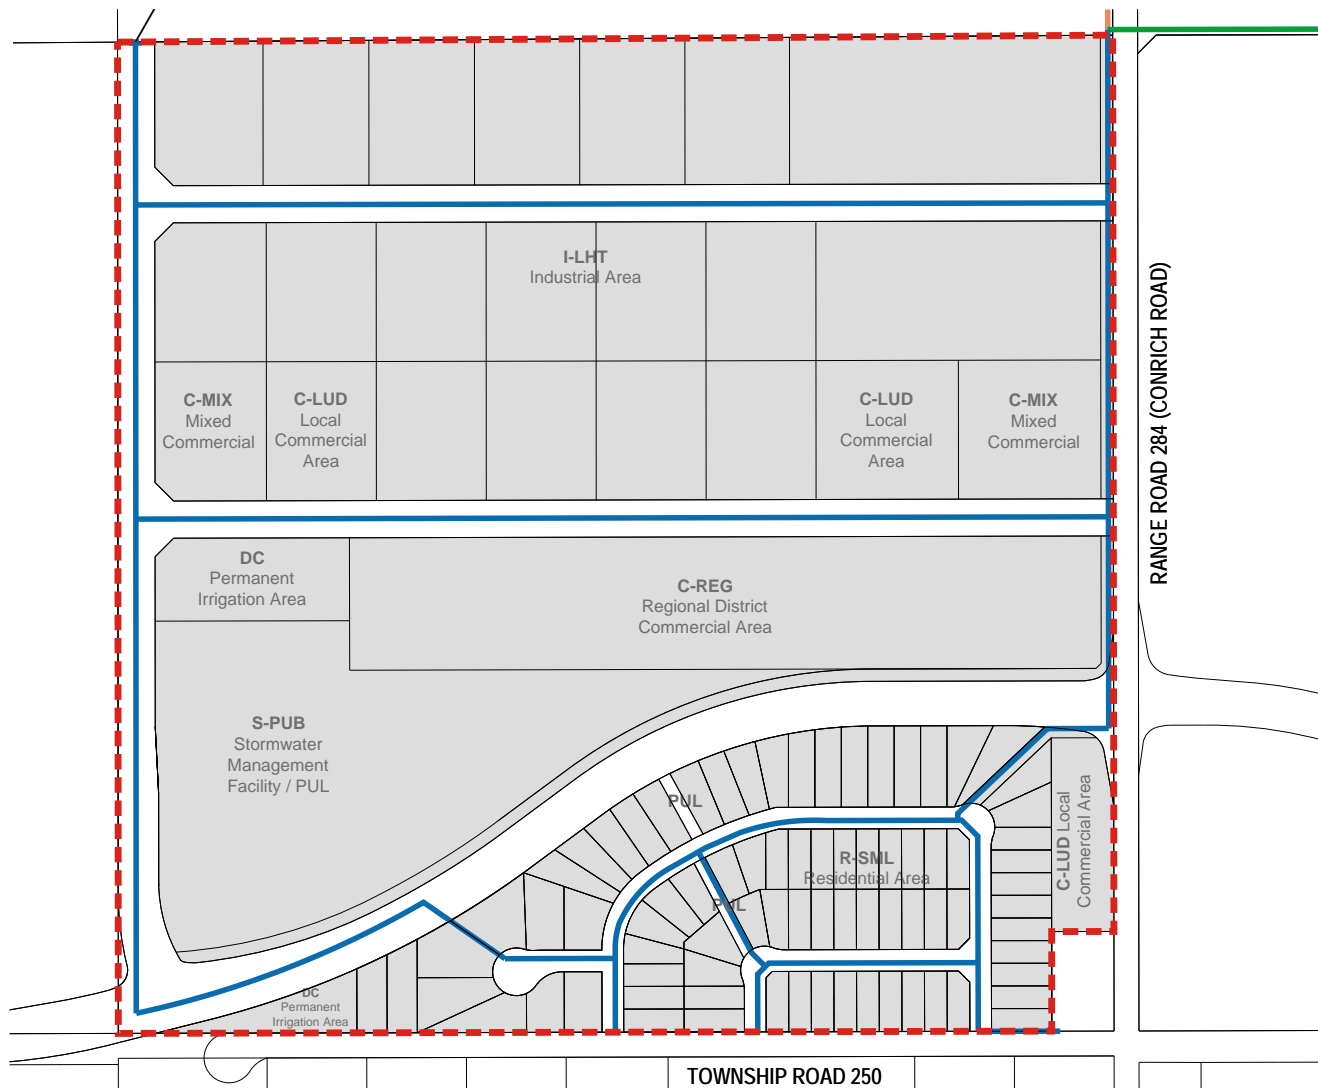 I-LHT
Industrial Area
RANGE ROAD 284 (CONRICH ROAD)
C-MIX
Mixed
Commercial
C-LUD
Local
Commercial
Area
C-LUD
Local
Commercial
Area
C-MIX
Mixed
Commercial
DC
Permanent
Irrigation Area
C-REG
Regional District
Commercial Area
S-PUB
Stormwater
Management
Facility / PUL
PUL
C-LUD Local
Commercial Area
R-SML
Residential Area
PUL
DC
Permanent
Irrigation Area
TOWNSHIP ROAD 250